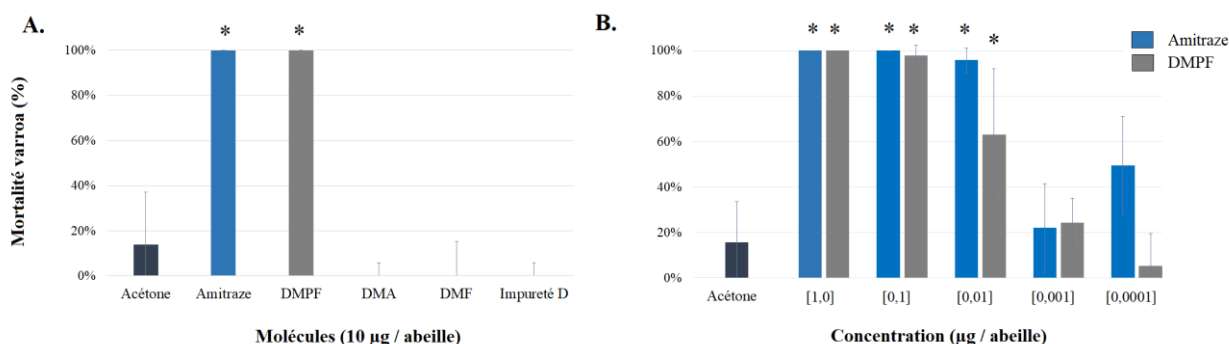 A.
* *
Mortalité varroa (%)
100%
80%
60%
40%
20%
0%
Acétone Amitraze DMPF DMA DMF Impureté D
Molécules (10 µg / abeille)
B.
* * * * * *
Amitraze
DMPF
100%
80%
60%
40%
20%
0%
Acétone [1,0] [0,1] [0,01] [0,001] [0,0001]
Concentration (µg / abeille)